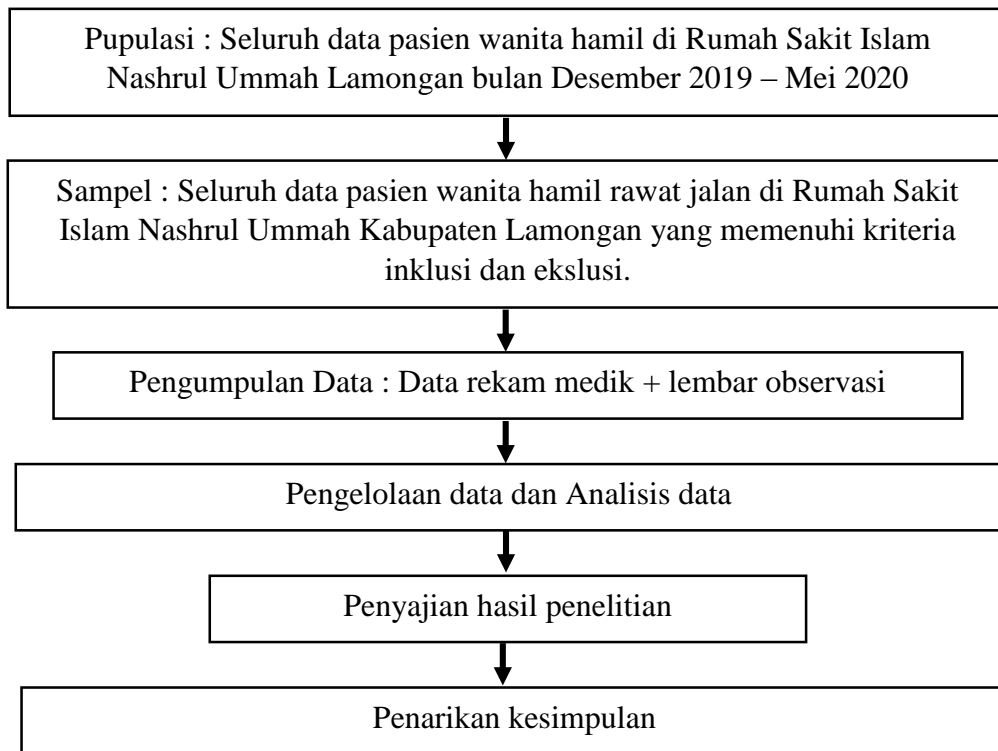 Pupulasi : Seluruh data pasien wanita hamil di Rumah Sakit Islam
Nashrul Ummah Lamongan bulan Desember 2019 – Mei 2020
Sampel : Seluruh data pasien wanita hamil rawat jalan di Rumah Sakit
Islam Nashrul Ummah Kabupaten Lamongan yang memenuhi kriteria
inklusi dan ekslusi.
Pengumpulan Data : Data rekam medik + lembar observasi
Pengelolaan data dan Analisis data
Penyajian hasil penelitian
Penarikan kesimpulan